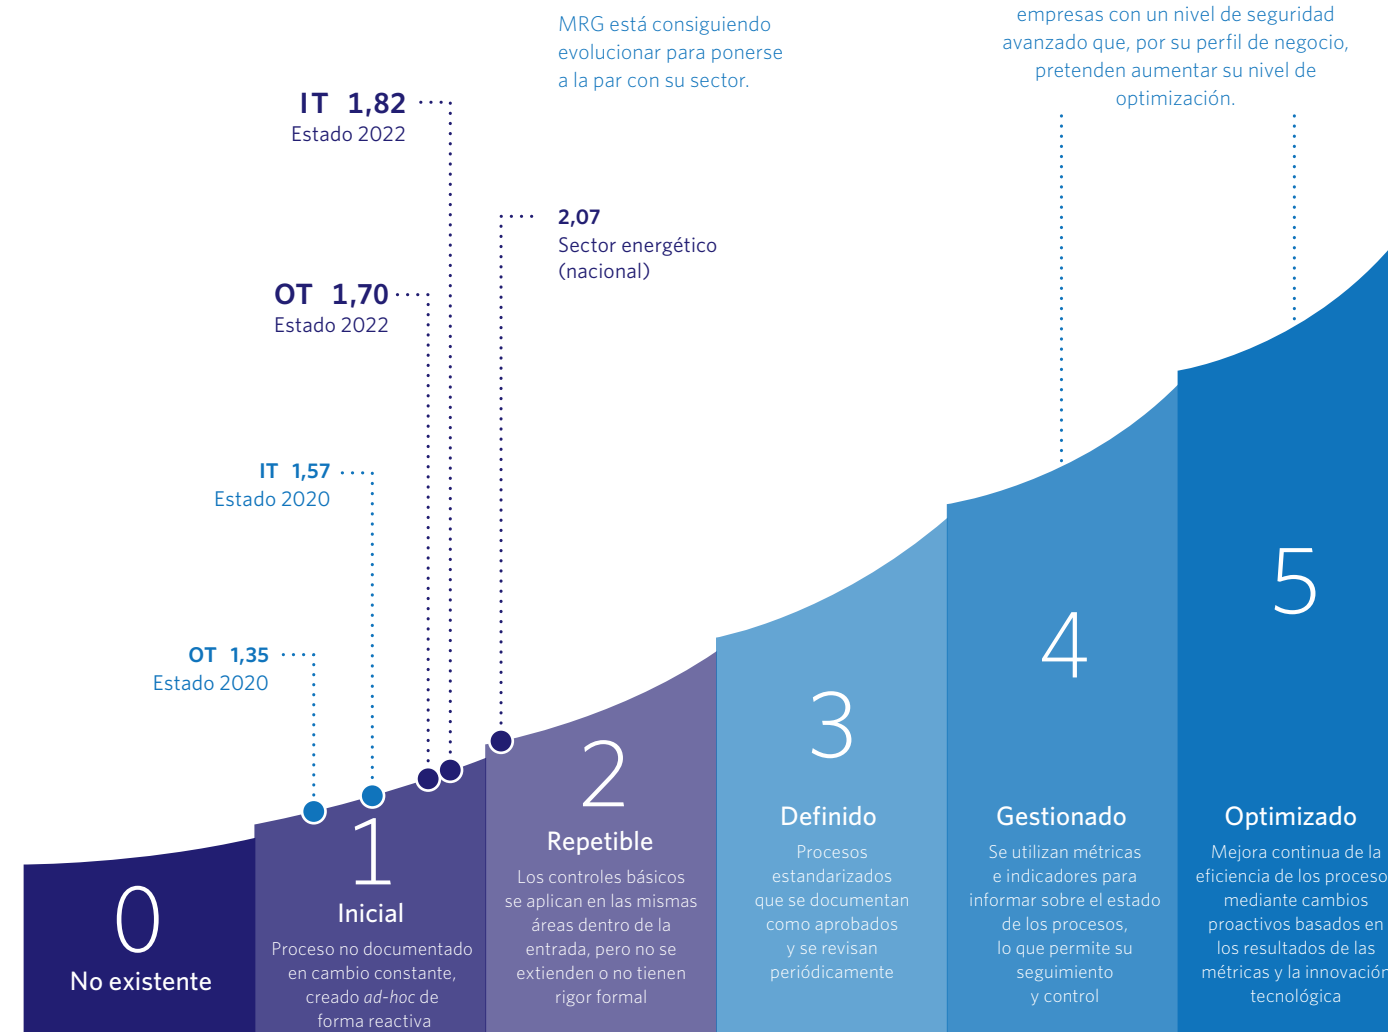 MRG está consiguiendo
evolucionar para ponerse
a la par con su sector.
empresas con un nivel de seguridad
avanzado que, por su perfil de negocio,
pretenden aumentar su nivel de
optimización.
IT 1,82
Estado 2022
2,07
Sector energético
(nacional)
OT 1,70
Estado 2022
IT 1,57
Estado 2020
OT 1,35
Estado 2020
0
No existente
1
Inicial
Proceso no documentado
en cambio constante,
creado ad-hoc de
forma reactiva
2
Repetible
Los controles básicos
se aplican en las mismas
áreas dentro de la
entrada, pero no se
extienden o no tienen
rigor formal
3
Definido
Procesos
estandarizados
que se documentan
como aprobados
y se revisan
periódicamente
4
Gestionado
Se utilizan métricas
e indicadores para
informar sobre el estado
de los procesos,
lo que permite su
seguimiento
y control
5
Optimizado
Mejora continua de la
eficiencia de los proceso
mediante cambios
proactivos basados en
los resultados de las
métricas y la innovación
tecnológica